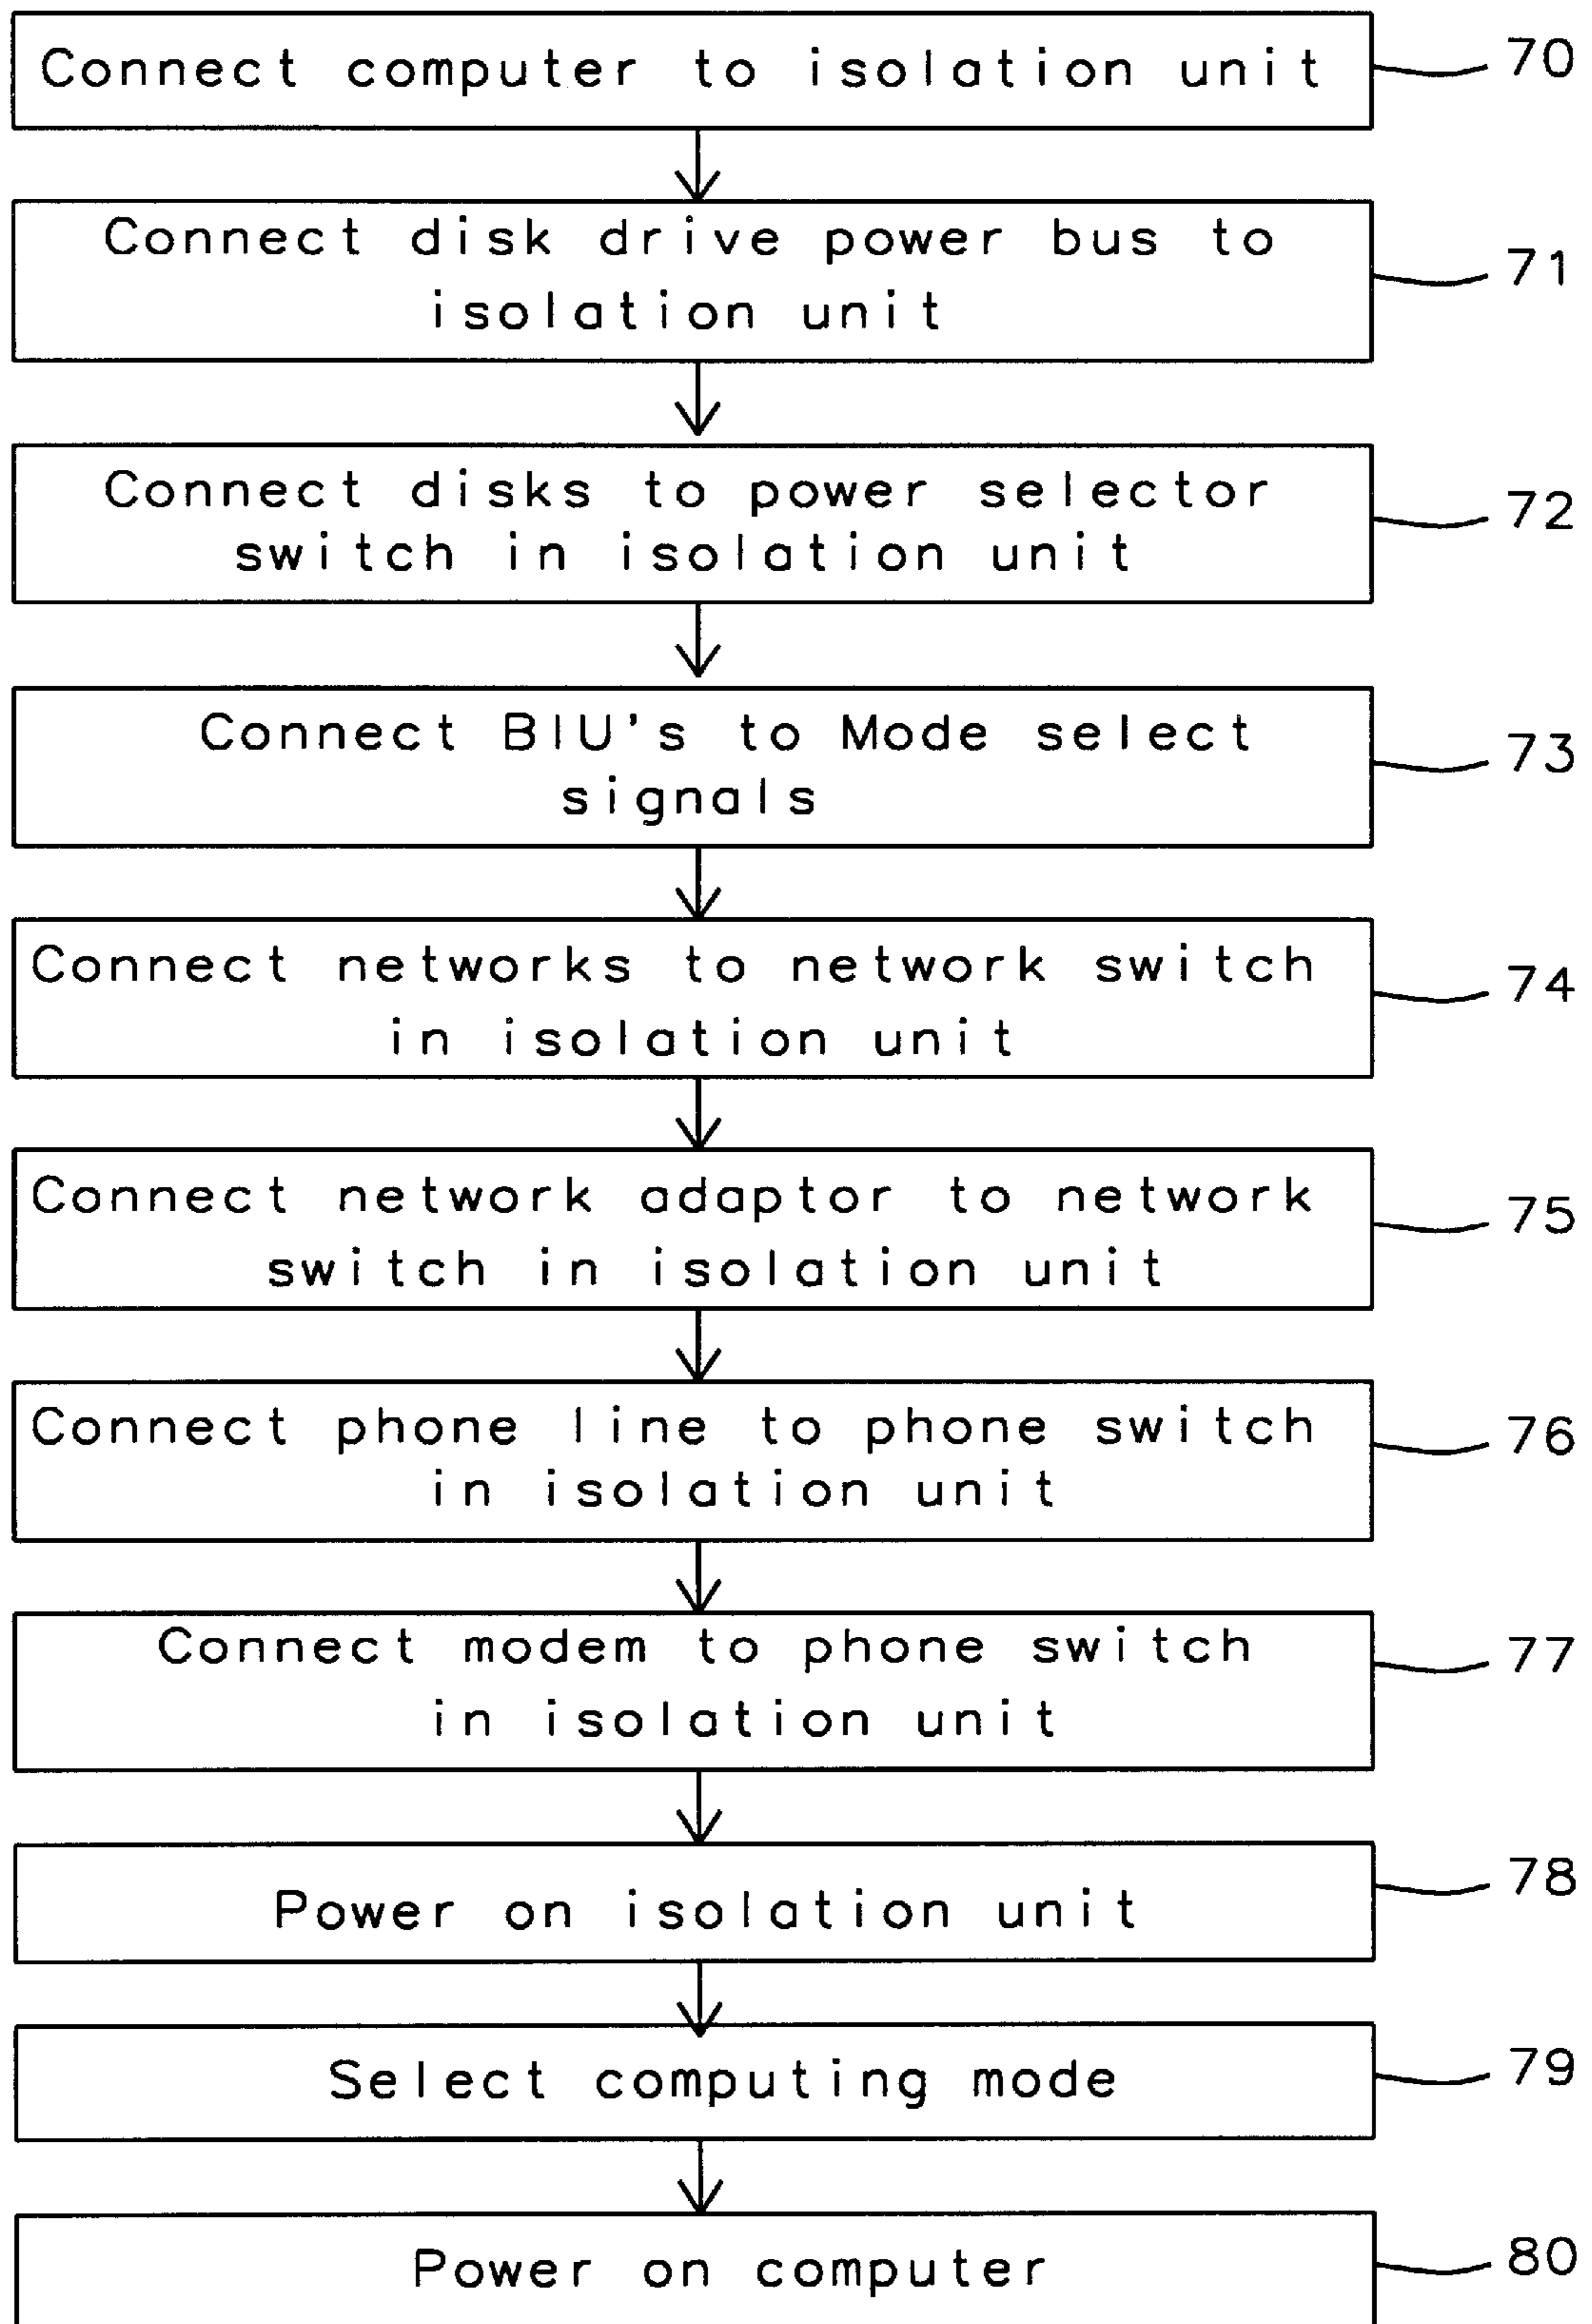 Connect computer to isolation unit
70
Connect disk drive power bus to
isolation unit
71
Connect disks to power selector
switch in isolation unit
72
Connect BIU's to Mode select
signals
73
Connect networks to network switch
in isolation unit
74
Connect network adaptor to network
switch in isolation unit
75
Connect phone line to phone switch
in isolation unit
76
Connect modem to phone switch
in isolation unit
77
Power on isolation unit
78
Select computing mode
79
Power on computer
80